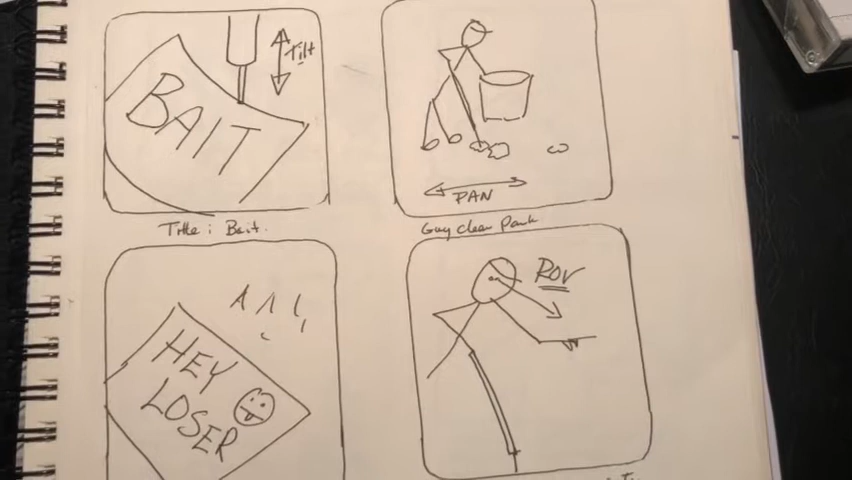 Tilt
BAIT
Title: Bait.
PAN
Guy clean Park
HEY
LOSER
POV